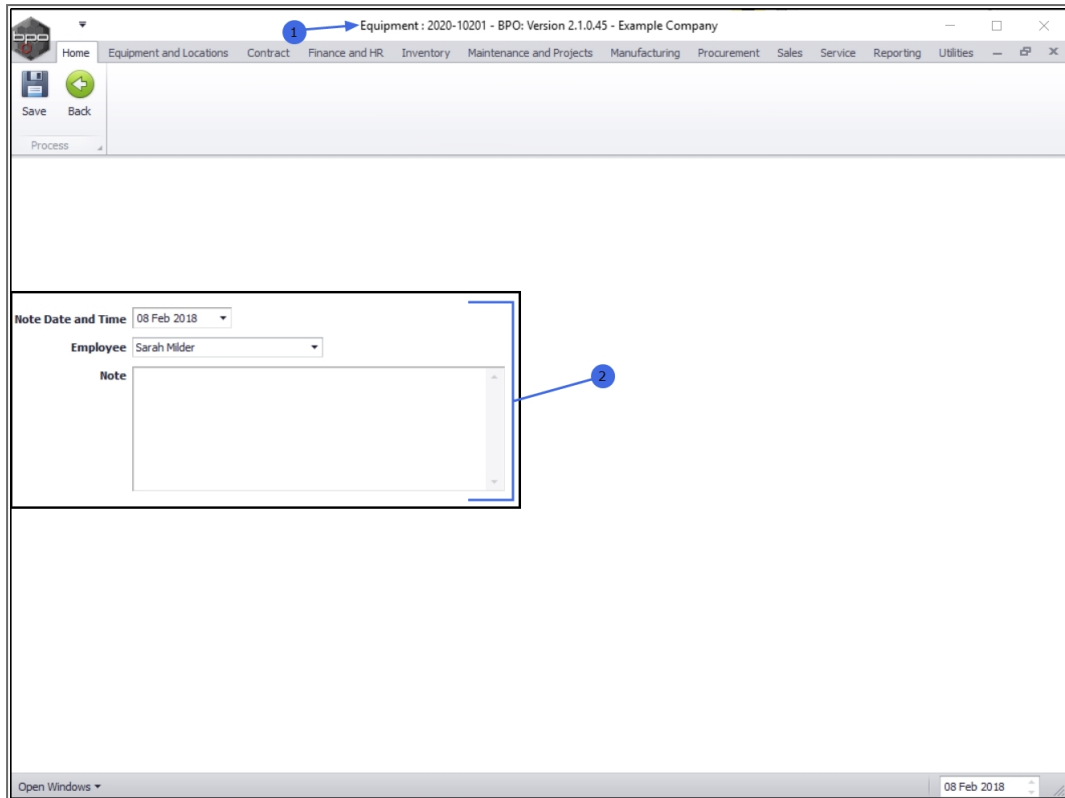 1
Equipment : 2020-10201 - BPO: Version 2.1.0.45 - Example Company
bpo
Home Equipment and Locations Contract Finance and HR Inventory Maintenance and Projects Manufacturing Procurement Sales Service Reporting Utilities
Save Back
Process
Note Date and Time 08 Feb 2018
Employee Sarah Milder
Note
2
Open Windows 08 Feb 2018